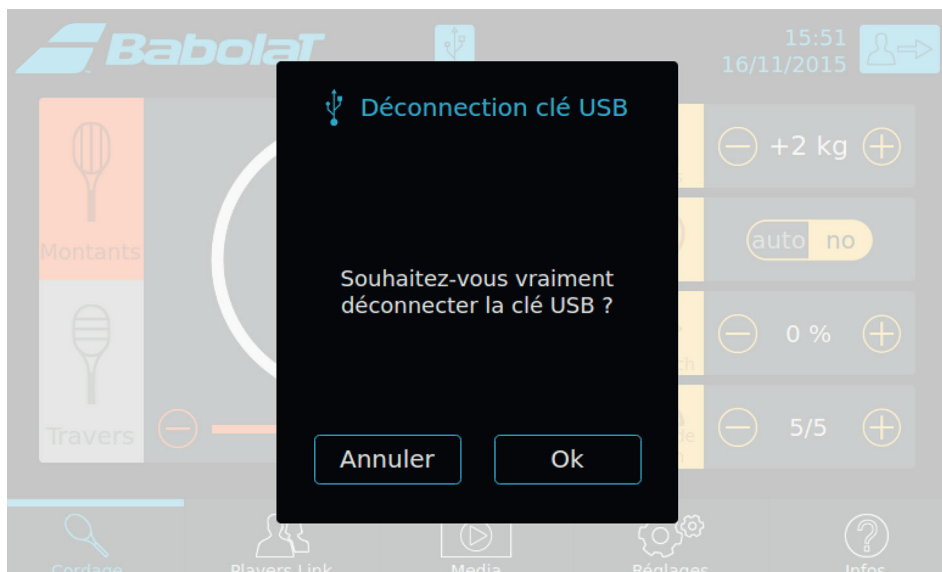 BabolaT
15:51
16/11/2015
Déconnection clé USB
Souhaitez-vous vraiment
déconnecter la clé USB ?
Annuler
Ok
Montants
Travers
+2 kg
auto no
0 %
5/5
Cordage
Players Link
Media
Réglages
Infos